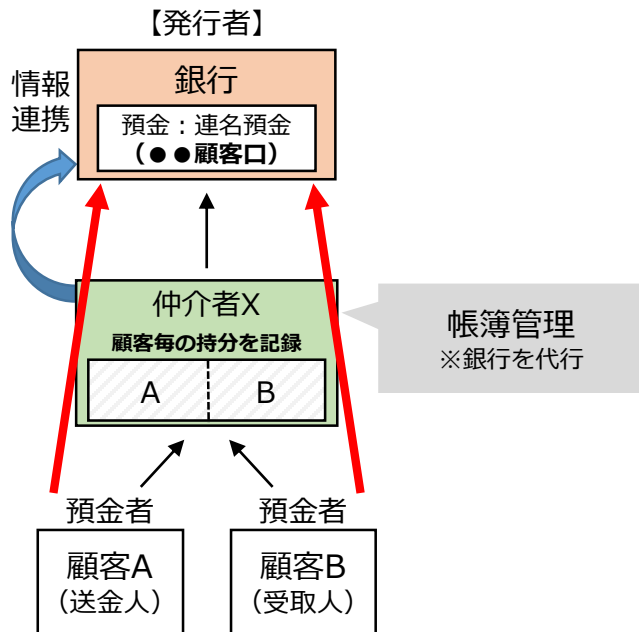 【発行者】
情報
連携
銀行
預金：連名預金
（●●顧客口）
仲介者X
顧客毎の持分を記録
A
B
帳簿管理
※銀行を代行
預金者
預金者
顧客A
（送金人）
顧客B
（受取人）